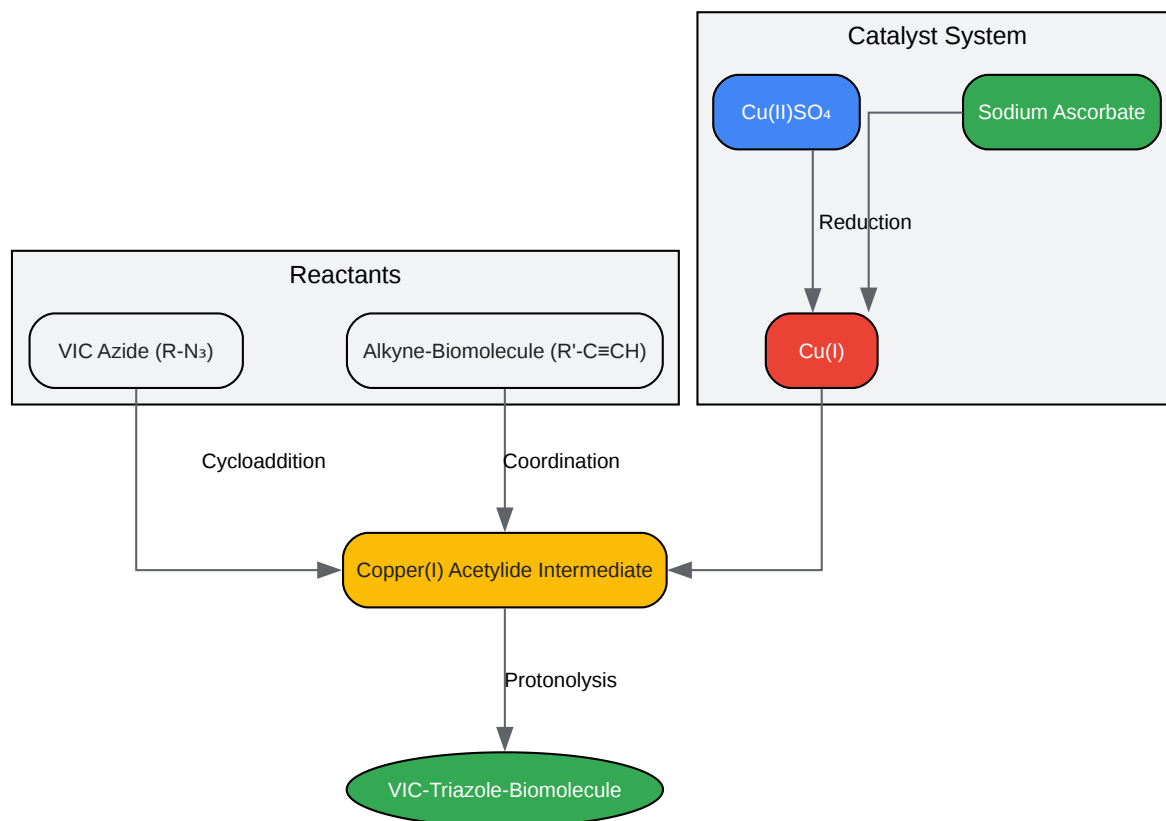 Catalyst System
Cu(II)SO₄
Sodium Ascorbate
Reduction
Reactants
VIC Azide (R-N₃)
Alkyne-Biomolecule (R'-C≡CH)
Cu(I)
Cycloaddition
Coordination
Copper(I) Acetylide Intermediate
Protonolysis
VIC-Triazole-Biomolecule